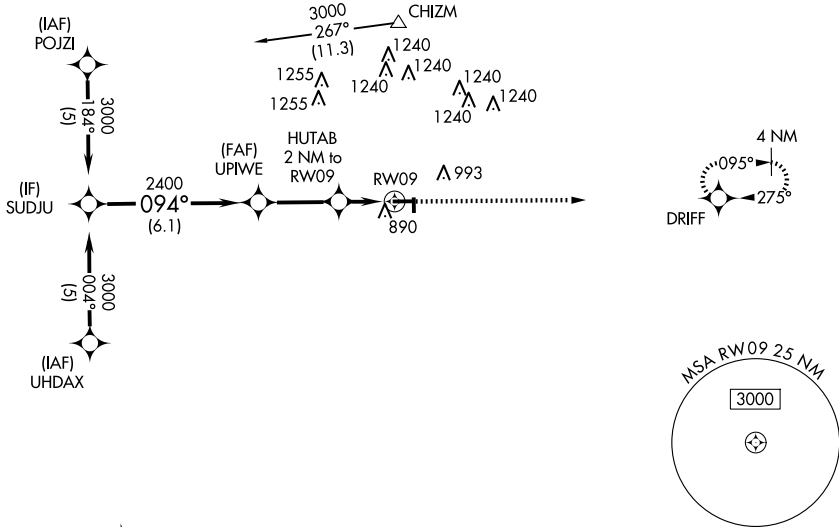 (IAF)
POJZI
3000
184°
(5)
3000
267°
(11.3)
CHIZM
1240
1255
1240
1240
1255
1240
1240
1240
(IF)
SUDJU
2400
094°
(6.1)
(FAF)
UPIWE
HUTAB
2 NM to
RW09
RW09
993
890
4 NM
095°
275°
DRIFF
3000
004°
(5)
(IAF)
UHDAX
MSA RW09 25 NM
3000